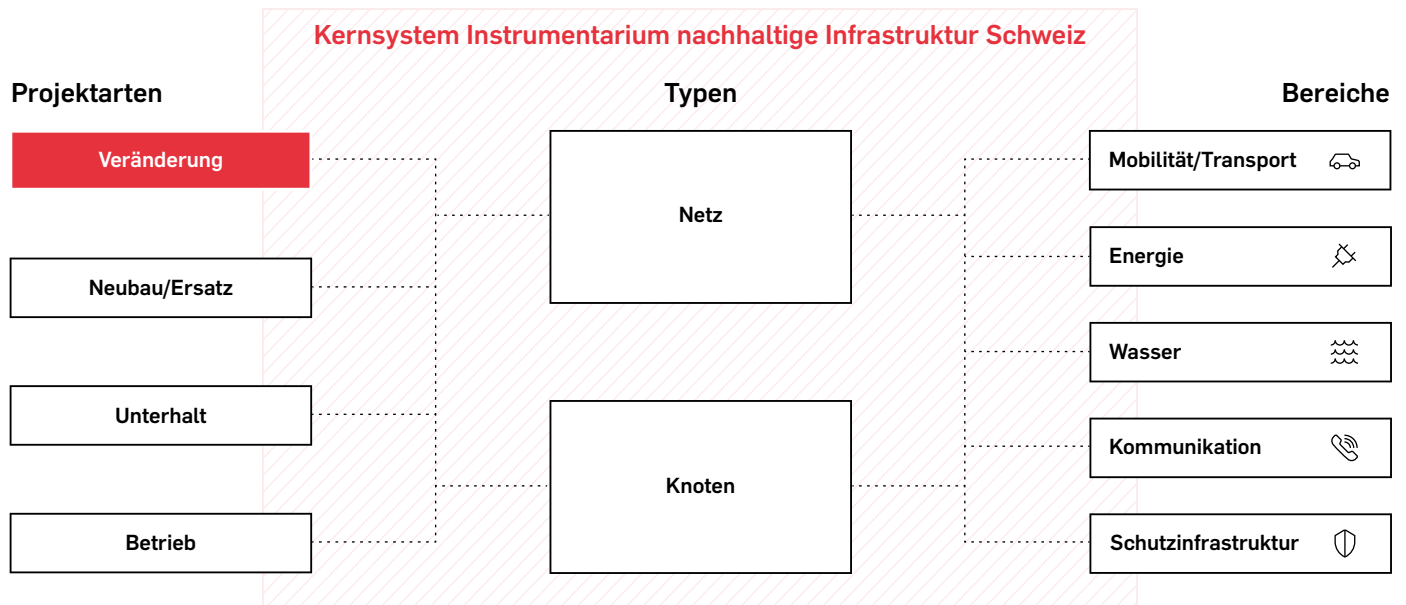 Kernsystem Instrumentarium nachhaltige Infrastruktur Schweiz
Projektarten
Typen
Bereiche
Veränderung
Neubau/Ersatz
Unterhalt
Betrieb
Netz
Knoten
Mobilität/Transport
Energie
Wasser
Kommunikation
Schutzinfrastruktur